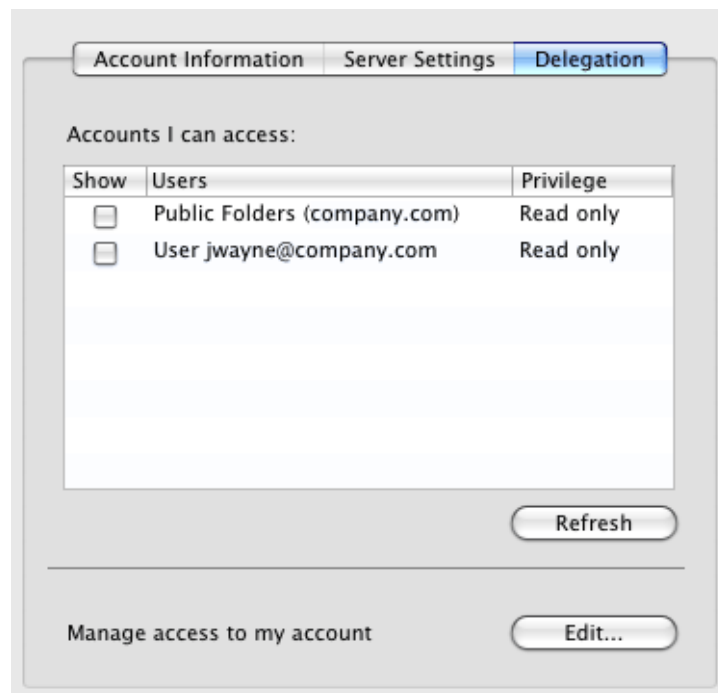 Account Information Server Settings Delegation
Accounts I can access:
Show Users Privilege
Public Folders (company.com) Read only
User jwayne@company.com Read only
Refresh
Manage access to my account Edit...